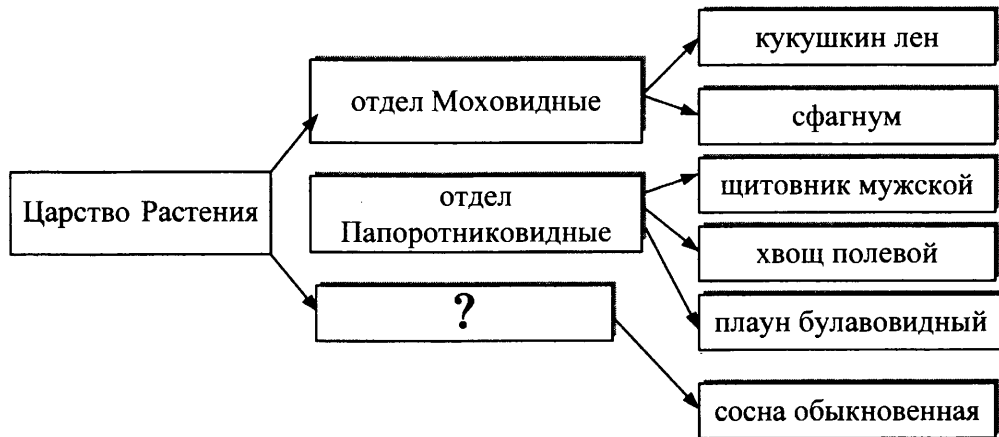 кукушкин лен
отдел Моховидные
сфагнум
Царство Растения
отдел
Папоротниковидные
щитовник мужской
хвощ полевой
?
плаун булавовидный
сосна обыкновенная